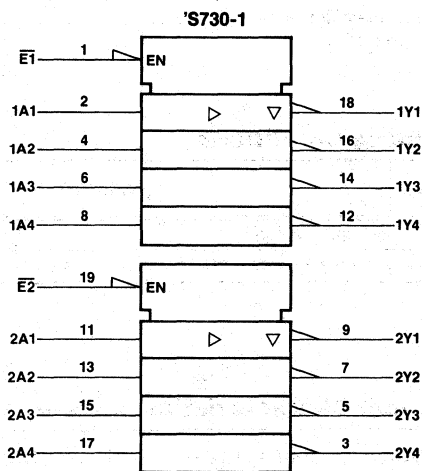 'S730-1
E̅1̅ 1 EN
1A1 2 ▷ ▽ 18 1Y1
1A2 4 16 1Y2
1A3 6 14 1Y3
1A4 8 12 1Y4
E̅2̅ 19 EN
2A1 11 ▷ ▽ 9 2Y1
2A2 13 7 2Y2
2A3 15 5 2Y3
2A4 17 3 2Y4